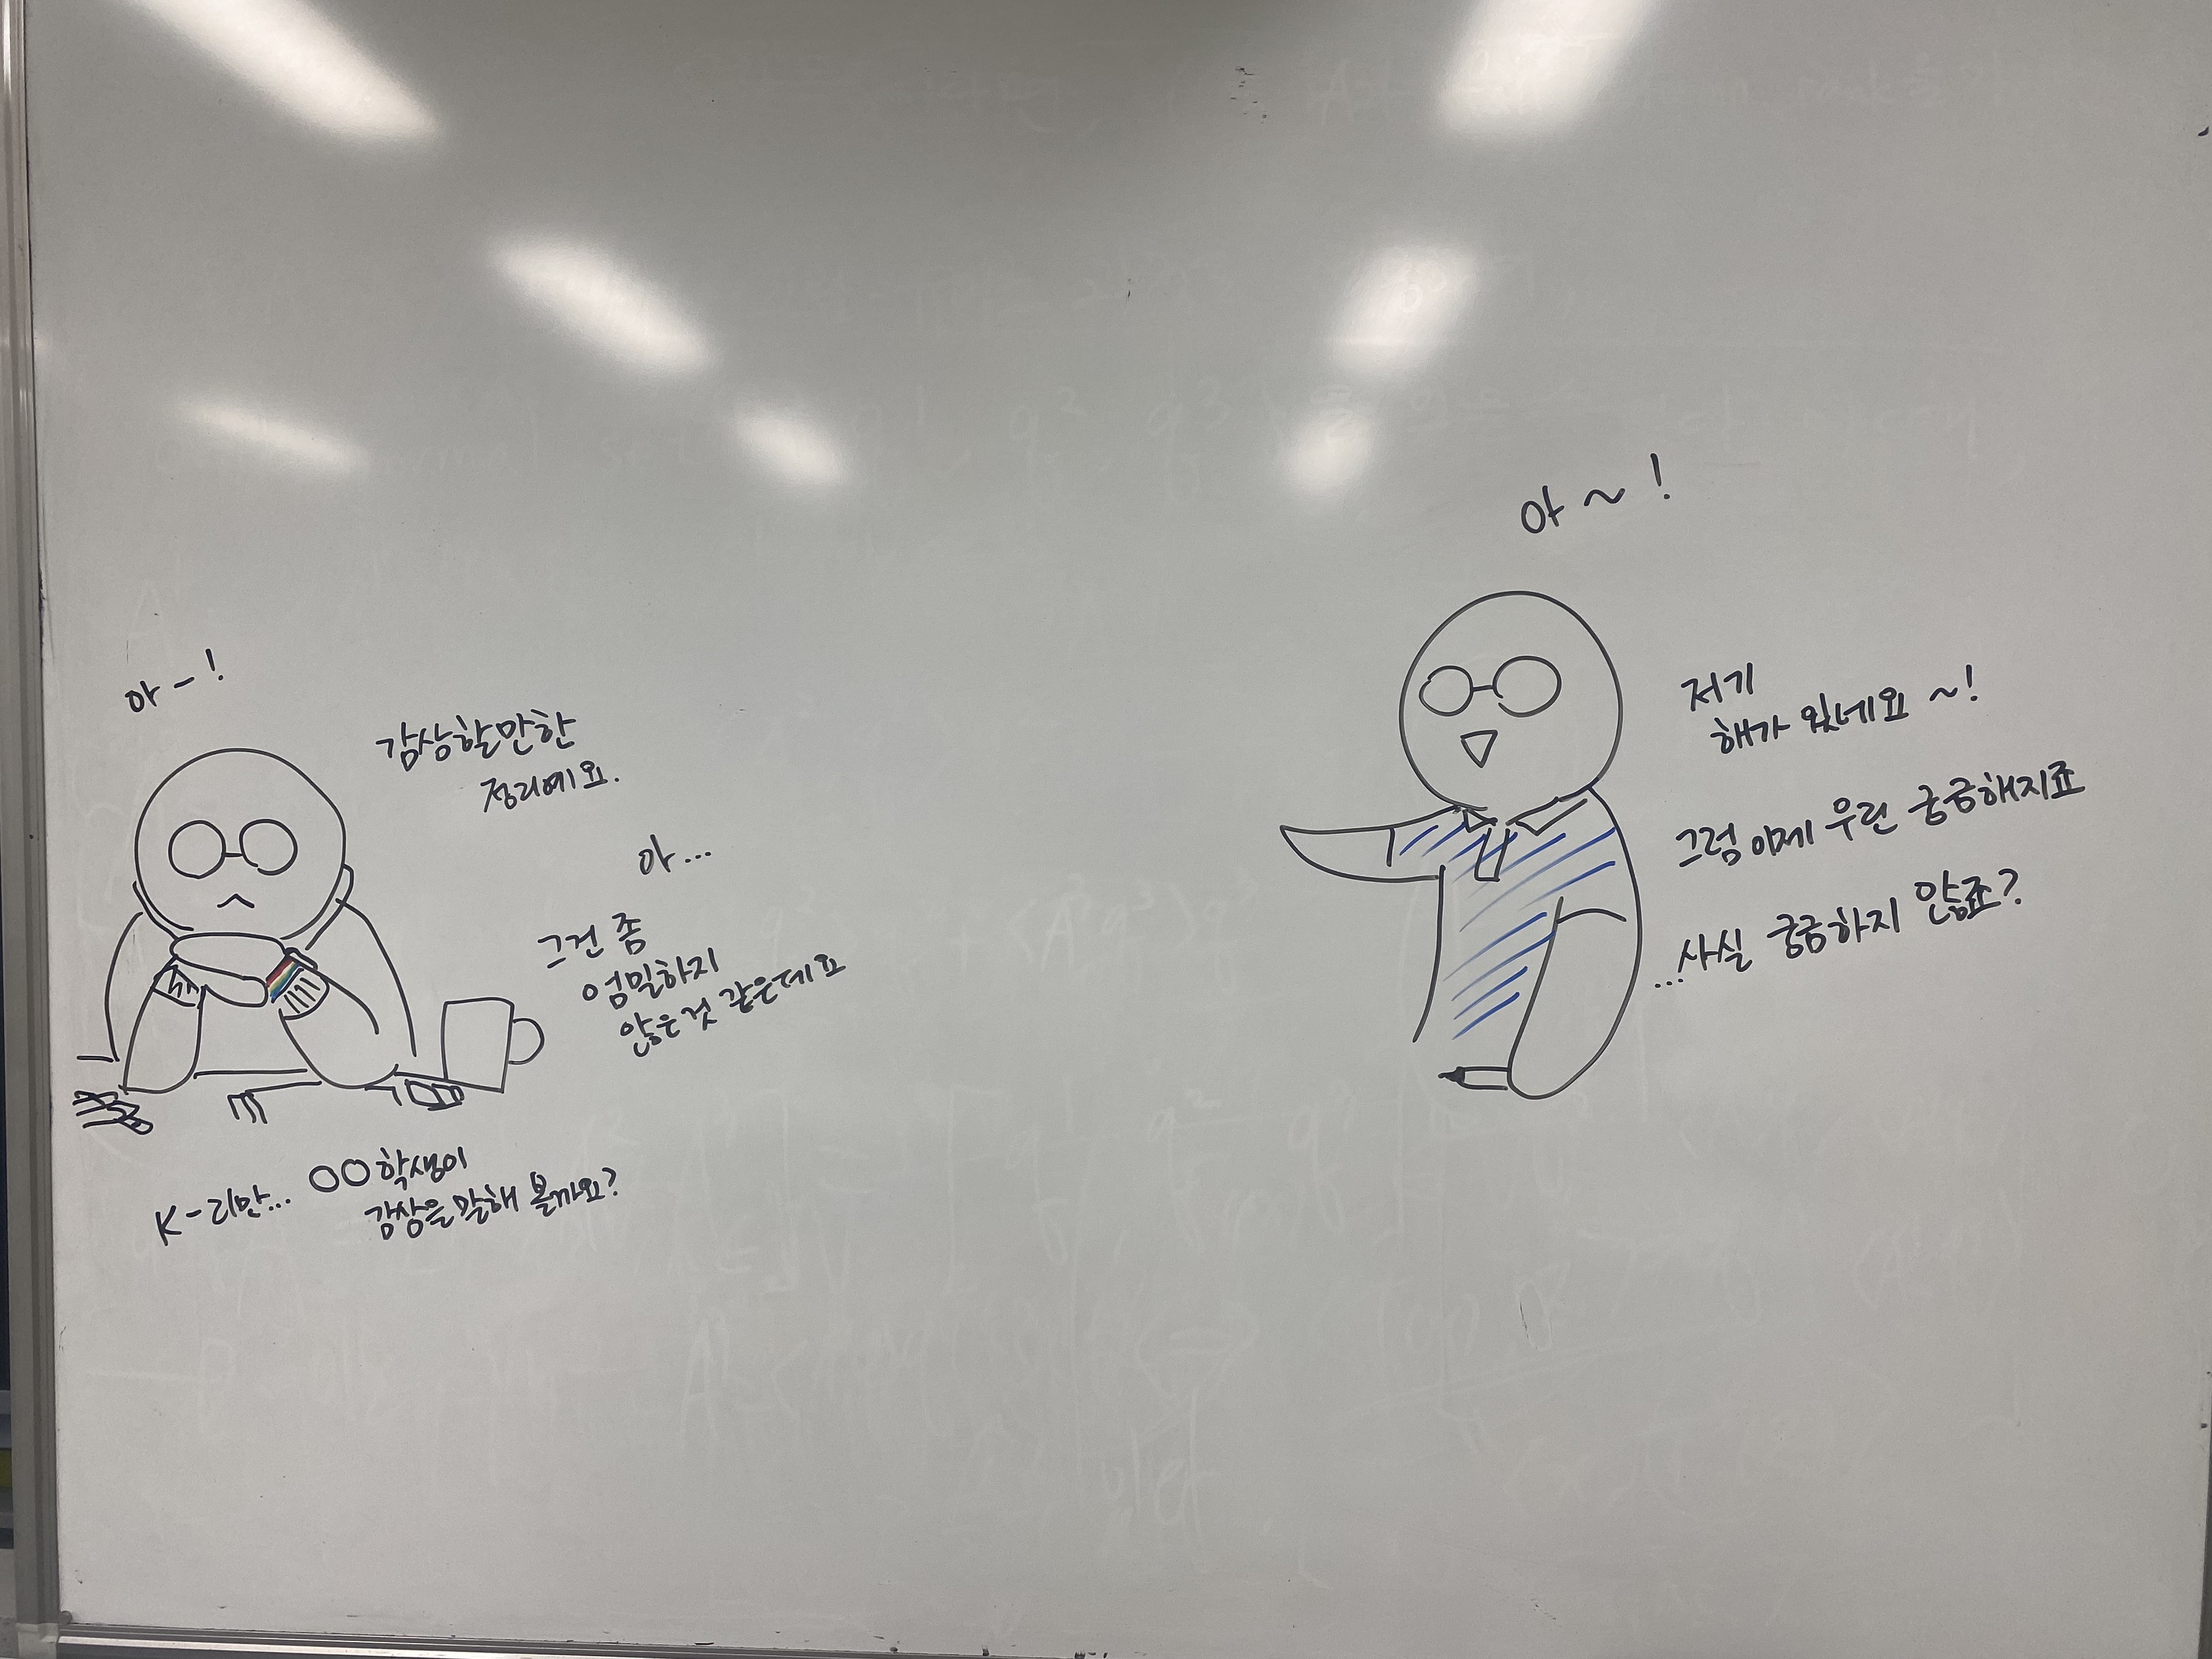 아-!
감상할만한
정리예요.
아...
그건 좀
엄밀하지
않은것 같은데요
K-리만...
○○학생이
감상을 말해 볼까요?
아~!
저기
해가 있네요~!
그럼 이제 우린 궁금해지죠
...사실 궁금하지 않죠?